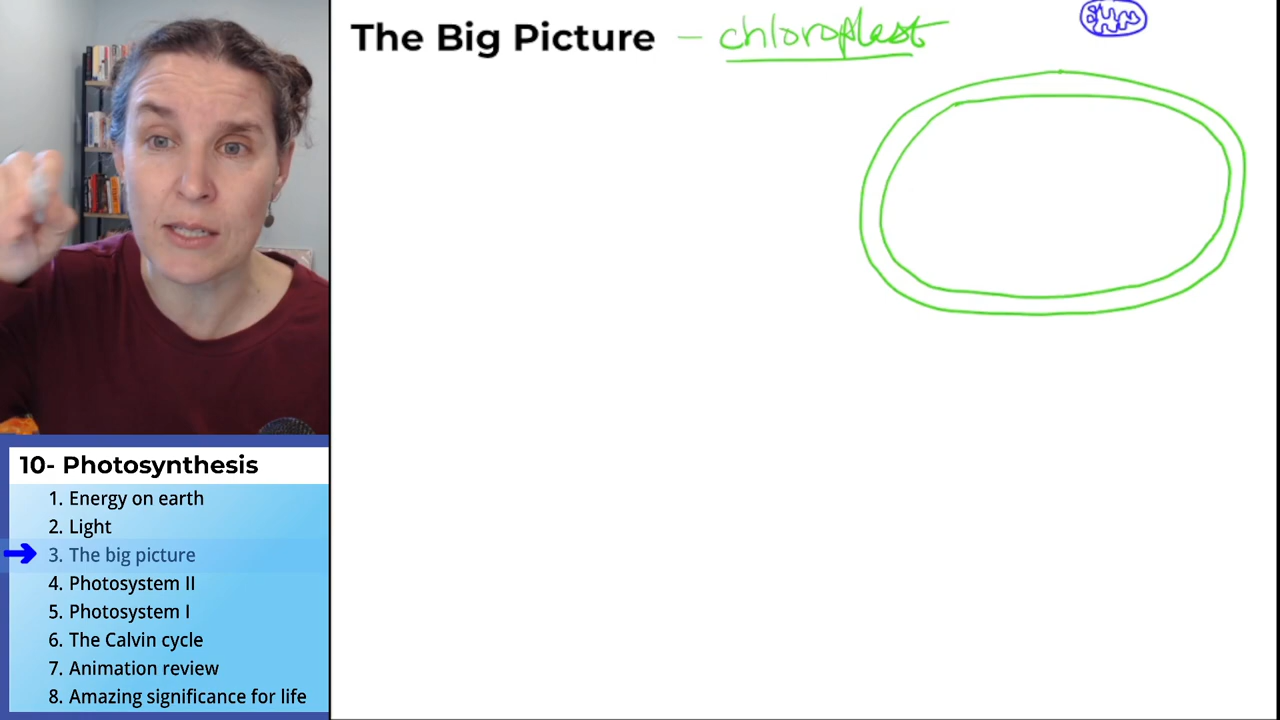 The Big Picture – chloroplast
10- Photosynthesis
1. Energy on earth
2. Light
3. The big picture
4. Photosystem II
5. Photosystem I
6. The Calvin cycle
7. Animation review
8. Amazing significance for life